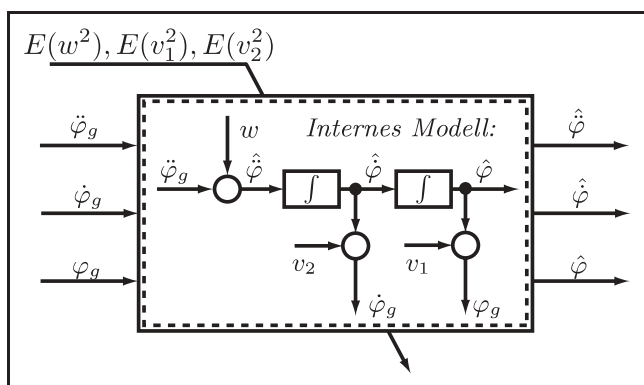 E(w²), E(v₁²), E(v₂²)
φ̈_g
φ̇_g
φ_g
w
Internes Modell:
φ̈_g
φ̂̈
∫
φ̂̇
∫
φ̂
v₂
v₁
φ̇_g
φ_g
φ̂̈
φ̂̇
φ̂